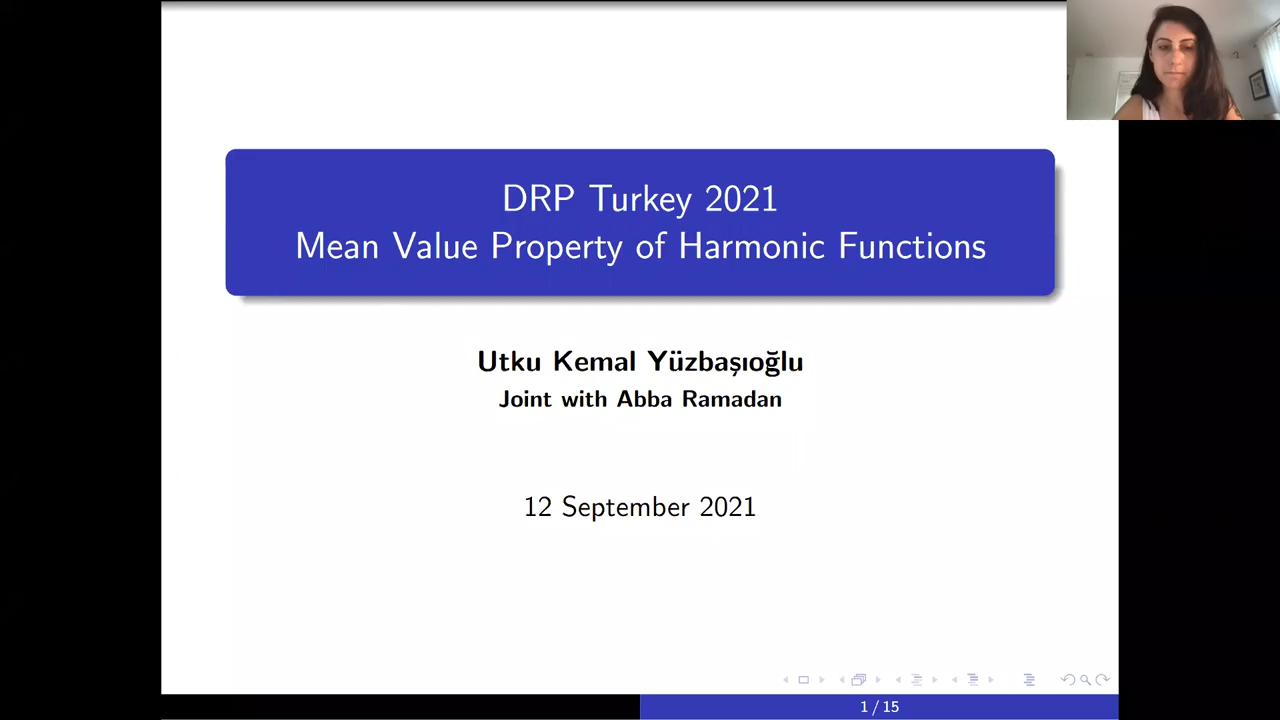 DRP Turkey 2021
Mean Value Property of Harmonic Functions
Utku Kemal Yüzbaşıoğlu
Joint with Abba Ramadan
12 September 2021
1 / 15